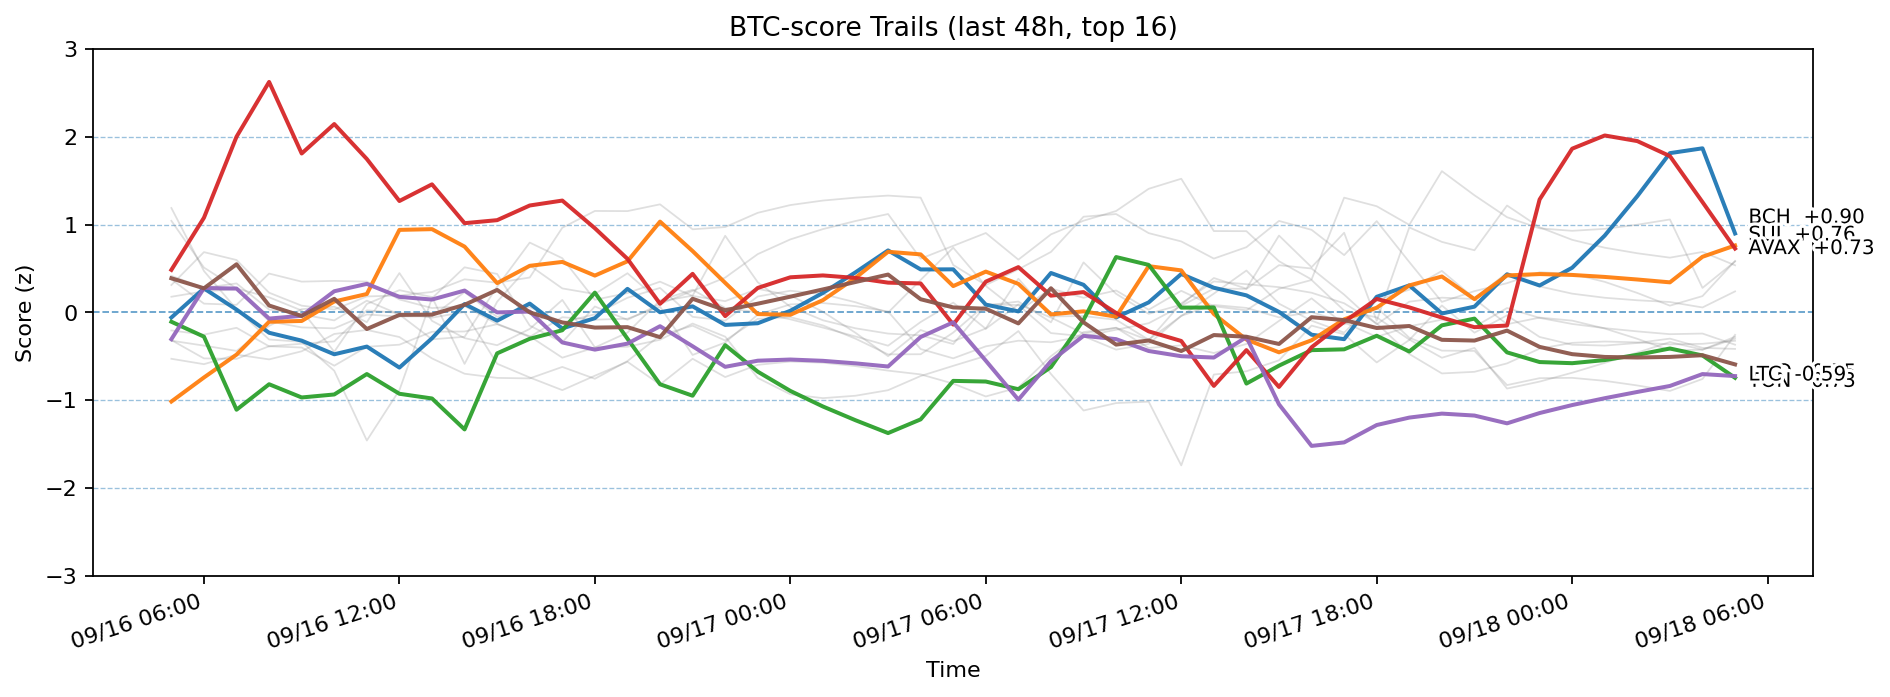 BTC-score Trails (last 48h, top 16)
3
2
1
0
−1
−2
−3
Score (z)
BCH +0.90
+0.76
AVAX +0.73
LTC
09/16 06:00
09/16 12:00
09/16 18:00
09/17 00:00
09/17 06:00
09/17 12:00
09/17 18:00
09/18 00:00
09/18 06:00
Time